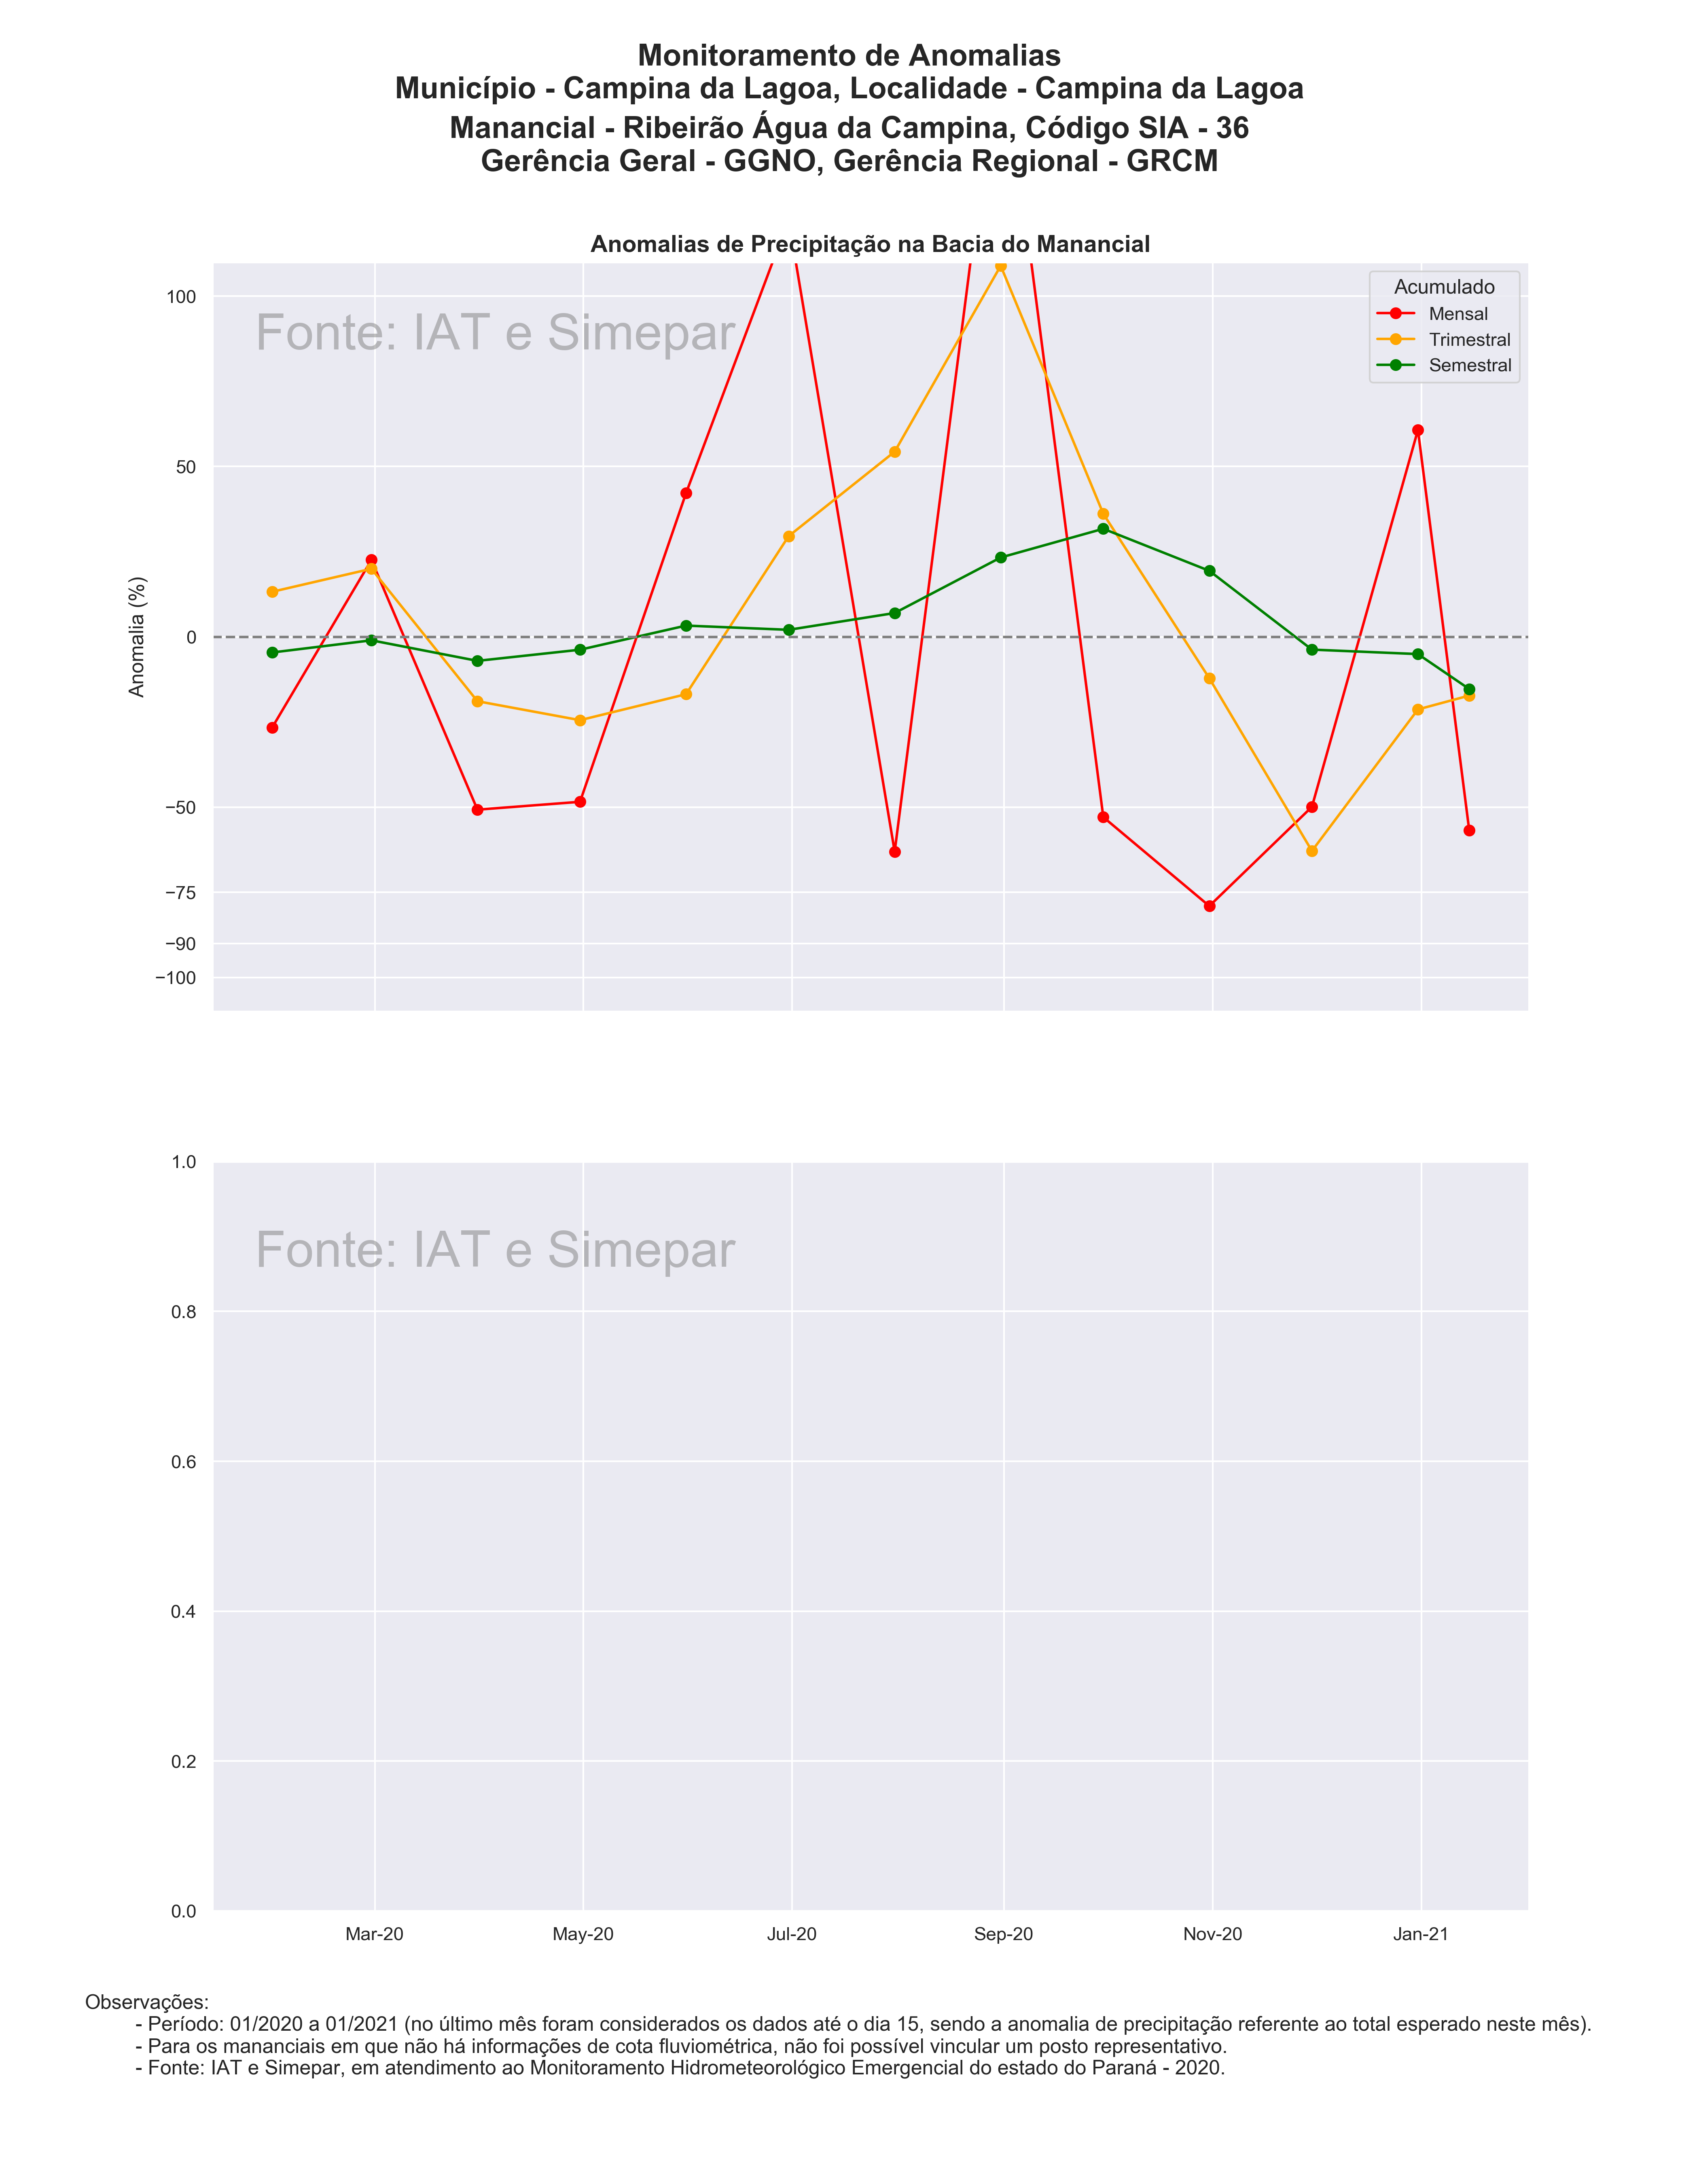 Monitoramento de Anomalias
Município - Campina da Lagoa, Localidade - Campina da Lagoa
Manancial - Ribeirão Água da Campina, Código SIA - 36
Gerência Geral - GGNO, Gerência Regional - GRCM
Anomalias de Precipitação na Bacia do Manancial
Fonte: IAT e Simepar
Acumulado
Mensal
Trimestral
Semestral
Anomalia (%)
100
50
0
−50
−75
−90
−100
Fonte: IAT e Simepar
1.0
0.8
0.6
0.4
0.2
0.0
Mar-20 May-20 Jul-20 Sep-20 Nov-20 Jan-21
Observações:
- Período: 01/2020 a 01/2021 (no último mês foram considerados os dados até o dia 15, sendo a anomalia de precipitação referente ao total esperado neste mês).
- Para os mananciais em que não há informações de cota fluviométrica, não foi possível vincular um posto representativo.
- Fonte: IAT e Simepar, em atendimento ao Monitoramento Hidrometeorológico Emergencial do estado do Paraná - 2020.